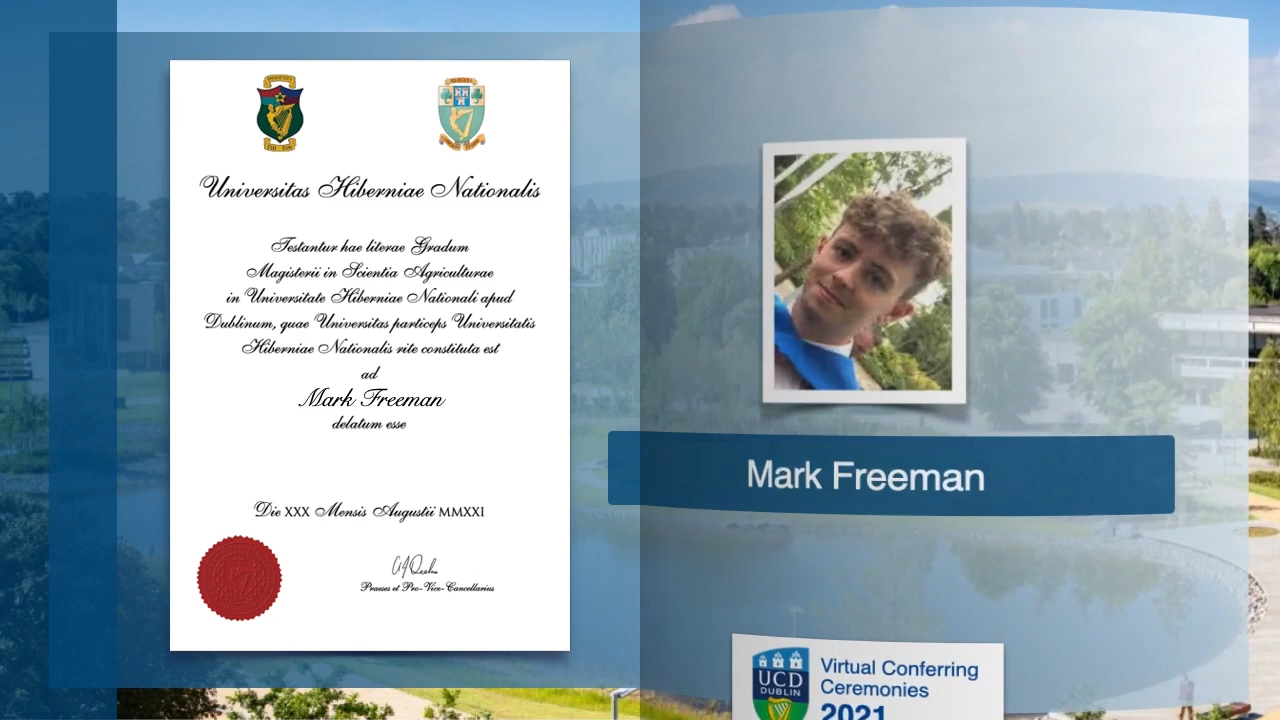 Universitas Hiberniae Nationalis
Testantur hae literae Gradum
Magisterii in Scientia Agriculturae
in Universitate Hiberniae Nationali apud
Dublinum, quae Universitas particeps Universitatis
Hiberniae Nationalis rite constituta est
ad
Mark Freeman
delatum esse
Die XXX Mensis Augustii MMXXI
Praeses et Pro-Vice-Cancellarius
Mark Freeman
UCD
DUBLIN
Virtual Conferring
Ceremonies
2021